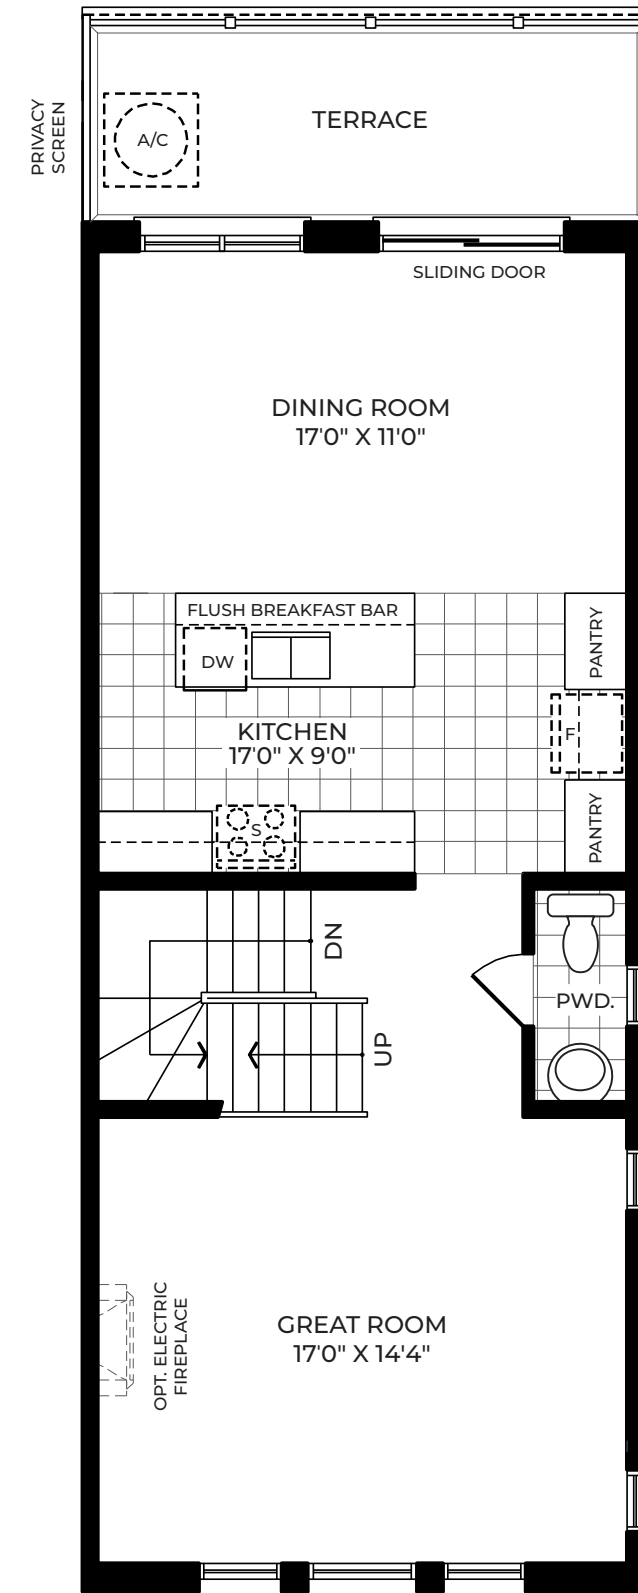 PRIVACY
SCREEN
A/C
TERRACE
SLIDING DOOR
DINING ROOM
17'0" X 11'0"
FLUSH BREAKFAST BAR
DW
PANTRY
KITCHEN
17'0" X 9'0"
F
S
PANTRY
DN
UP
PWD.
OPT. ELECTRIC
FIREPLACE
GREAT ROOM
17'0" X 14'4"